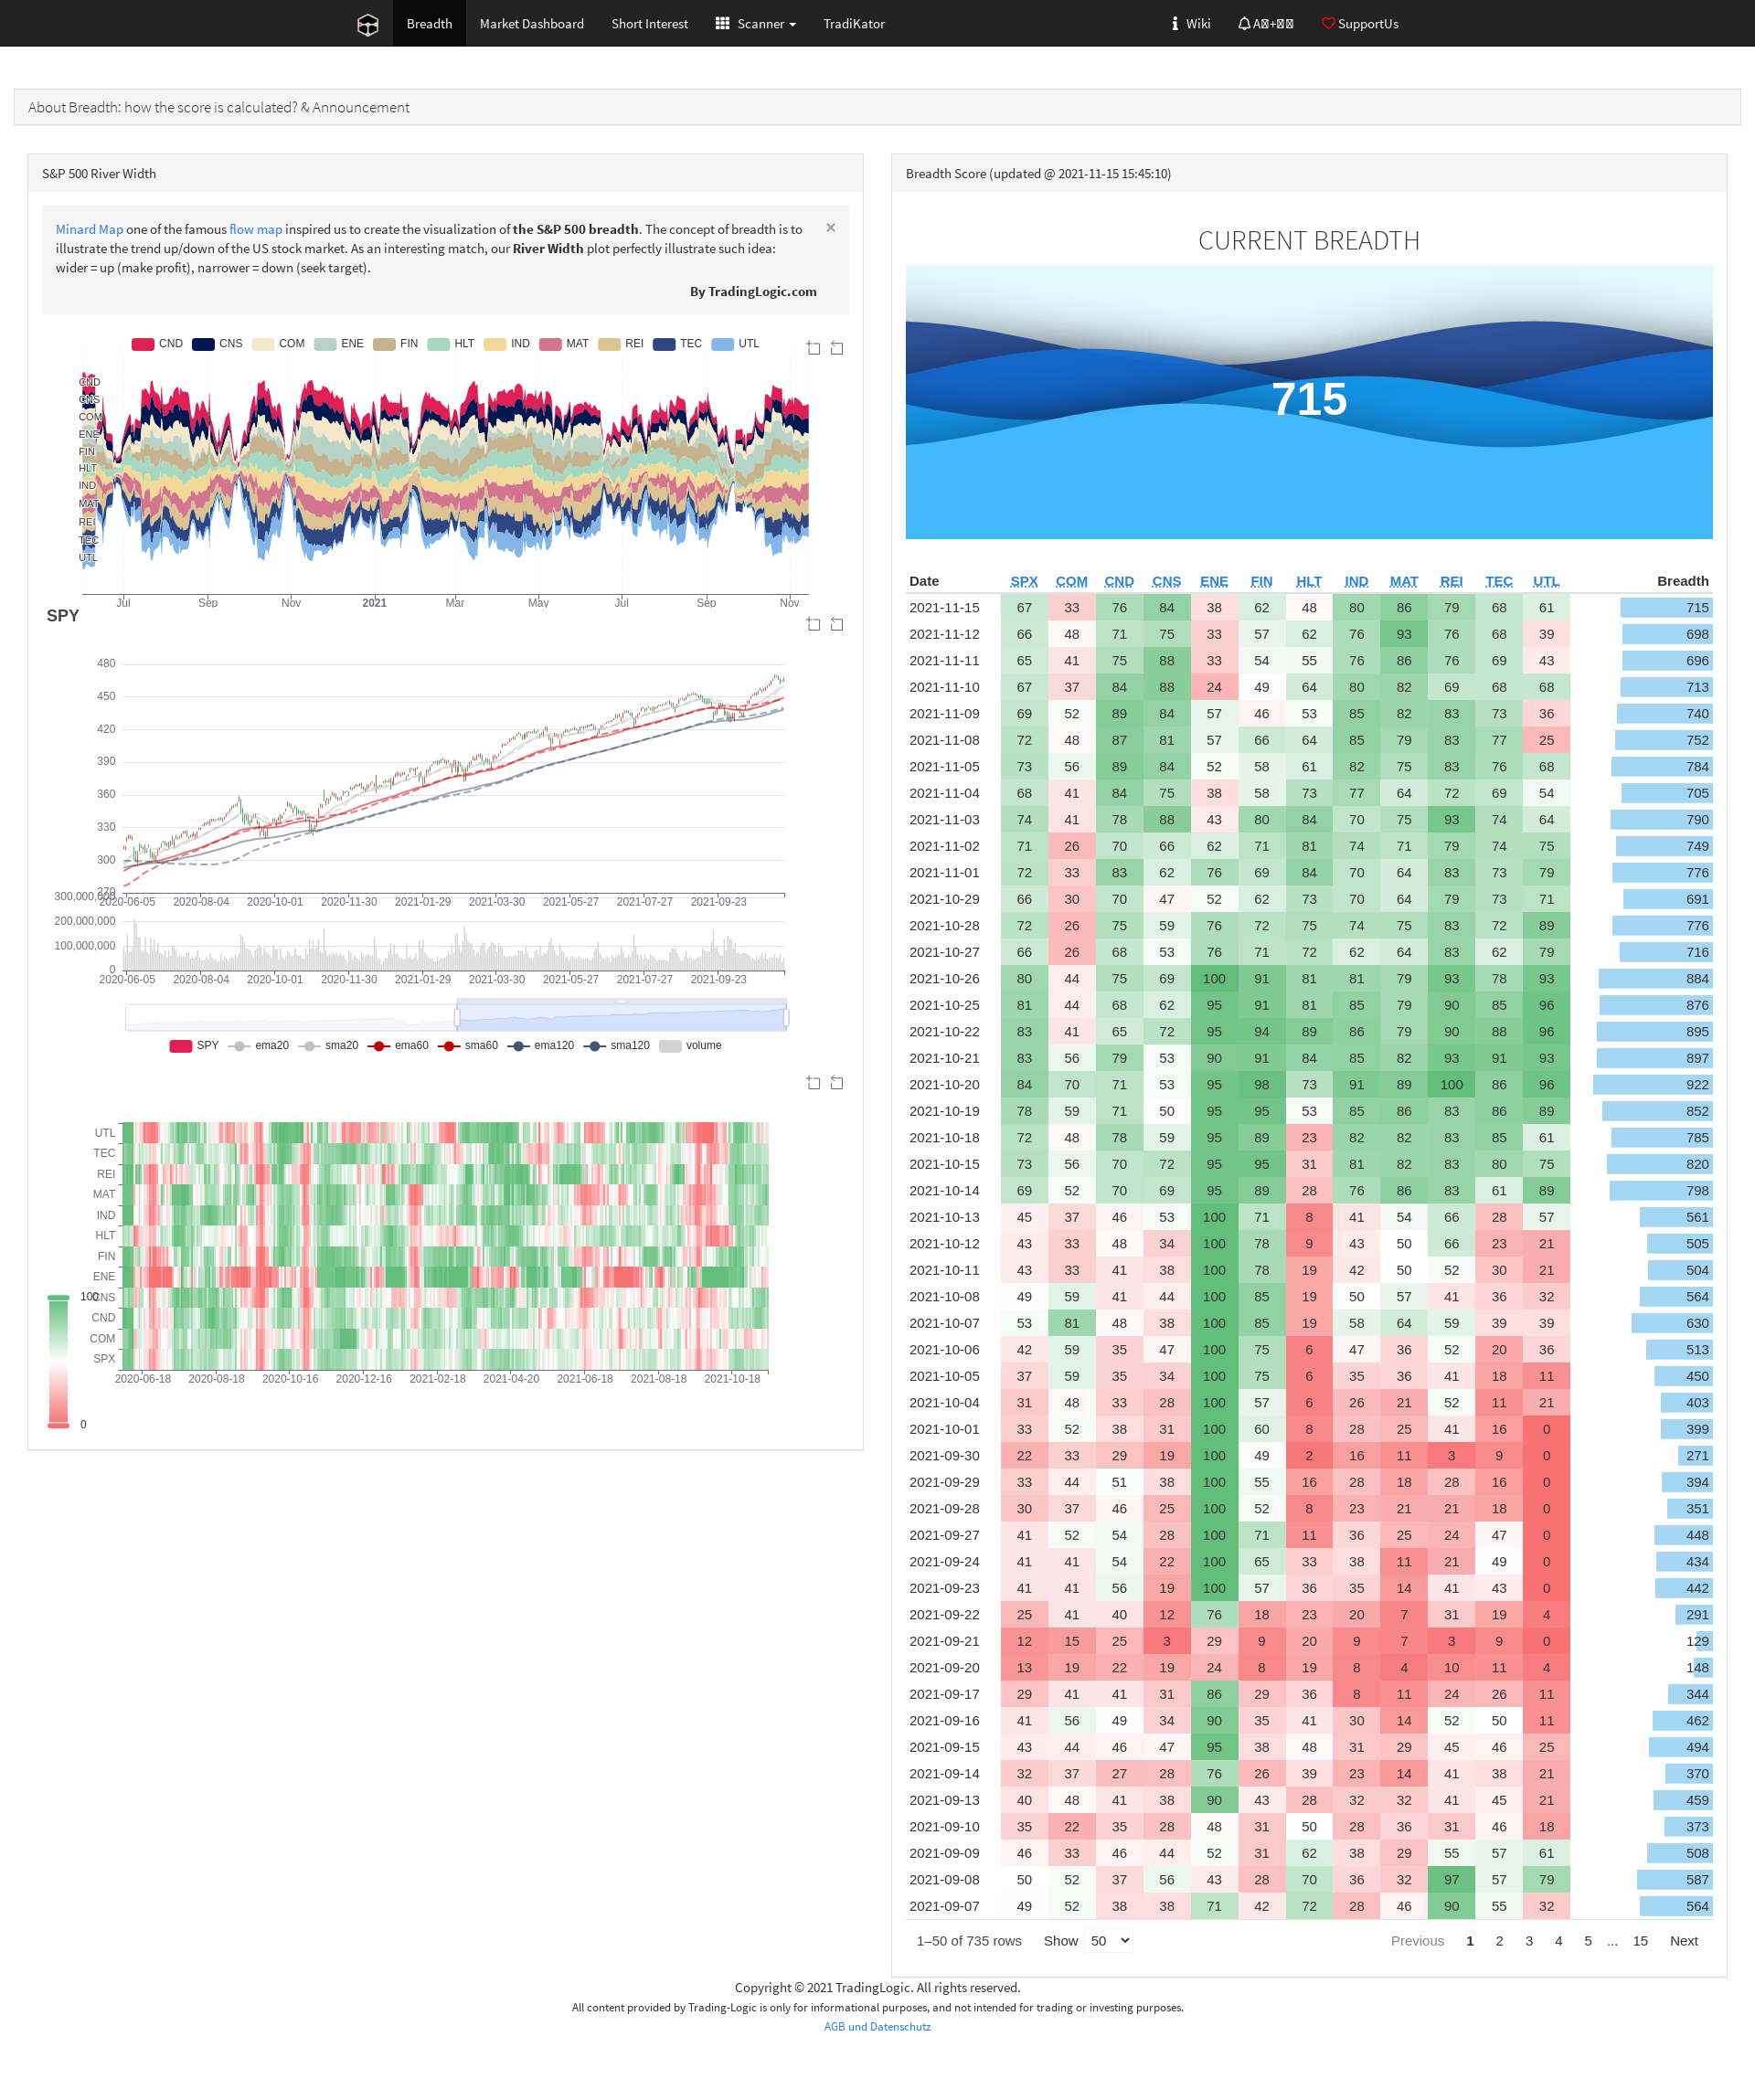 Breadth Market Dashboard Short Interest Scanner TradiKator Wiki A+ SupportUs
About Breadth: how the score is calculated? & Announcement
S&P 500 River Width
Minard Map one of the famous flow map inspired us to create the visualization of the S&P 500 breadth. The concept of breadth is to
illustrate the trend up/down of the US stock market. As an interesting match, our River Width plot perfectly illustrate such idea:
wider = up (make profit), narrower = down (seek target).
×
By TradingLogic.com
CND CNS COM ENE FIN HLT IND MAT REI TEC UTL
CND
CNS
COM
ENE
FIN
HLT
IND
MAT
REI
TEC
UTL
Jul Sep Nov 2021 Mar May Jul Sep Nov
SPY
480
450
420
390
360
330
300
270
2020-06-05 2020-08-04 2020-10-01 2020-11-30 2021-01-29 2021-03-30 2021-05-27 2021-07-27 2021-09-23
300,000,000
200,000,000
100,000,000
0
2020-06-05 2020-08-04 2020-10-01 2020-11-30 2021-01-29 2021-03-30 2021-05-27 2021-07-27 2021-09-23
SPY ema20 sma20 ema60 sma60 ema120 sma120 volume
UTL
TEC
REI
MAT
IND
HLT
FIN
ENE
CNS
CND
COM
SPX
2020-06-18 2020-08-18 2020-10-16 2020-12-16 2021-02-18 2021-04-20 2021-06-18 2021-08-18 2021-10-18
100
0
Breadth Score (updated @ 2021-11-15 15:45:10)
CURRENT BREADTH
715
Date SPX COM CND CNS ENE FIN HLT IND MAT REI TEC UTL Breadth
2021-11-15 67 33 76 84 38 62 48 80 86 79 68 61 715
2021-11-12 66 48 71 75 33 57 62 76 93 76 68 39 698
2021-11-11 65 41 75 88 33 54 55 76 86 76 69 43 696
2021-11-10 67 37 84 88 24 49 64 80 82 69 68 68 713
2021-11-09 69 52 89 84 57 46 53 85 82 83 73 36 740
2021-11-08 72 48 87 81 57 66 64 85 79 83 77 25 752
2021-11-05 73 56 89 84 52 58 61 82 75 83 76 68 784
2021-11-04 68 41 84 75 38 58 73 77 64 72 69 54 705
2021-11-03 74 41 78 88 43 80 84 70 75 93 74 64 790
2021-11-02 71 26 70 66 62 71 81 74 71 79 74 75 749
2021-11-01 72 33 83 62 76 69 84 70 64 83 73 79 776
2021-10-29 66 30 70 47 52 62 73 70 64 79 73 71 691
2021-10-28 72 26 75 59 76 72 75 74 75 83 72 89 776
2021-10-27 66 26 68 53 76 71 72 62 64 83 62 79 716
2021-10-26 80 44 75 69 100 91 81 81 79 93 78 93 884
2021-10-25 81 44 68 62 95 91 81 85 79 90 85 96 876
2021-10-22 83 41 65 72 95 94 89 86 79 90 88 96 895
2021-10-21 83 56 79 53 90 91 84 85 82 93 91 93 897
2021-10-20 84 70 71 53 95 98 73 91 89 100 86 96 922
2021-10-19 78 59 71 50 95 95 53 85 86 83 86 89 852
2021-10-18 72 48 78 59 95 89 23 82 82 83 85 61 785
2021-10-15 73 56 70 72 95 95 31 81 82 83 80 75 820
2021-10-14 69 52 70 69 95 89 28 76 86 83 61 89 798
2021-10-13 45 37 46 53 100 71 8 41 54 66 28 57 561
2021-10-12 43 33 48 34 100 78 9 43 50 66 23 21 505
2021-10-11 43 33 41 38 100 78 19 42 50 52 30 21 504
2021-10-08 49 59 41 44 100 85 19 50 57 41 36 32 564
2021-10-07 53 81 48 38 100 85 19 58 64 59 39 39 630
2021-10-06 42 59 35 47 100 75 6 47 36 52 20 36 513
2021-10-05 37 59 35 34 100 75 6 35 36 41 18 11 450
2021-10-04 31 48 33 28 100 57 6 26 21 52 11 21 403
2021-10-01 33 52 38 31 100 60 8 28 25 41 16 0 399
2021-09-30 22 33 29 19 100 49 2 16 11 3 9 0 271
2021-09-29 33 44 51 38 100 55 16 28 18 28 16 0 394
2021-09-28 30 37 46 25 100 52 8 23 21 21 18 0 351
2021-09-27 41 52 54 28 100 71 11 36 25 24 47 0 448
2021-09-24 41 41 54 22 100 65 33 38 11 21 49 0 434
2021-09-23 41 41 56 19 100 57 36 35 14 41 43 0 442
2021-09-22 25 41 40 12 76 18 23 20 7 31 19 4 291
2021-09-21 12 15 25 3 29 9 20 9 7 3 9 0 129
2021-09-20 13 19 22 19 24 8 19 8 4 10 11 4 148
2021-09-17 29 41 41 31 86 29 36 8 11 24 26 11 344
2021-09-16 41 56 49 34 90 35 41 30 14 52 50 11 462
2021-09-15 43 44 46 47 95 38 48 31 29 45 46 25 494
2021-09-14 32 37 27 28 76 26 39 23 14 41 38 21 370
2021-09-13 40 48 41 38 90 43 28 32 32 41 45 21 459
2021-09-10 35 22 35 28 48 31 50 28 36 31 46 18 373
2021-09-09 46 33 46 44 52 31 62 38 29 55 57 61 508
2021-09-08 50 52 37 56 43 28 70 36 32 97 57 79 587
2021-09-07 49 52 38 38 71 42 72 28 46 90 55 32 564
1–50 of 735 rows Show 50 Previous 1 2 3 4 5 ... 15 Next
Copyright © 2021 TradingLogic. All rights reserved.
All content provided by Trading-Logic is only for informational purposes, and not intended for trading or investing purposes.
AGB und Datenschutz